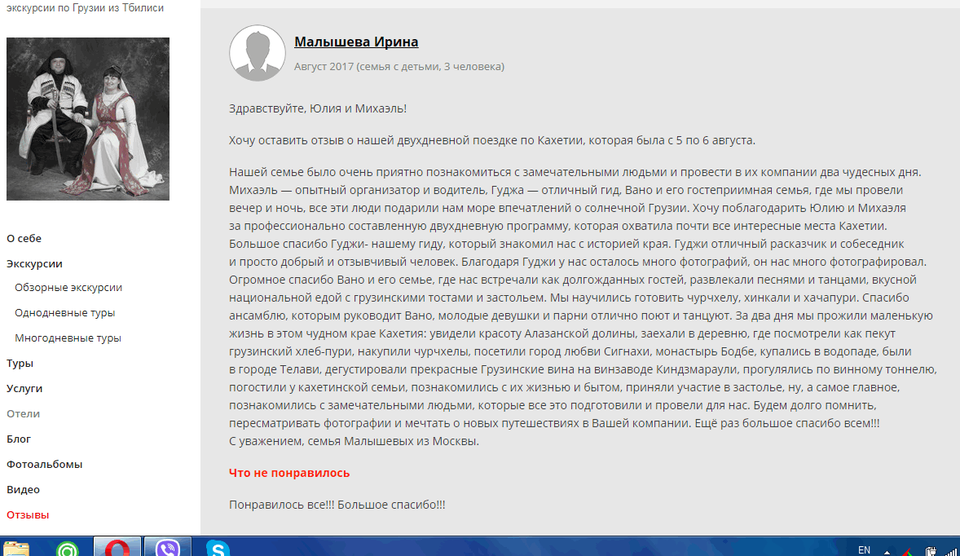 экскурсии по Грузии из Тбилиси
О себе
Экскурсии
Обзорные экскурсии
Однодневные туры
Многодневные туры
Туры
Услуги
Отели
Блог
Фотоальбомы
Видео
Отзывы
Малышева Ирина
Август 2017 (семья с детьми, 3 человека)
Здравствуйте, Юлия и Михаэль!
Хочу оставить отзыв о нашей двухдневной поездке по Кахетии, которая была с 5 по 6 августа.
Нашей семье было очень приятно познакомиться с замечательными людьми и провести в их компании два чудесных дня.
Михаэль — опытный организатор и водитель, Гуджа — отличный гид, Вано и его гостеприимная семья, где мы провели
вечер и ночь, все эти люди подарили нам море впечатлений о солнечной Грузии. Хочу поблагодарить Юлию и Михаэля
за профессионально составленную двухдневную программу, которая охватила почти все интересные места Кахетии.
Большое спасибо Гуджи- нашему гиду, который знакомил нас с историей края. Гуджи отличный расказчик и собеседник
и просто добрый и отзывчивый человек. Благодаря Гуджи у нас осталось много фотографий, он нас много фотографировал.
Огромное спасибо Вано и его семье, где нас встречали как долгожданных гостей, развлекали песнями и танцами, вкусной
национальной едой с грузинскими тостами и застольем. Мы научились готовить чурчхелу, хинкали и хачапури. Спасибо
ансамблю, которым руководит Вано, молодые девушки и парни отлично поют и танцуют. За два дня мы прожили маленькую
жизнь в этом чудном крае Кахетия: увидели красоту Алазанской долины, заехали в деревню, где посмотрели как пекут
грузинский хлеб-пури, накупили чурчхелы, посетили город любви Сигнахи, монастырь Бодбе, купались в водопаде, были
в городе Телави, дегустировали прекрасные Грузинские вина на винзаводе Киндзмараули, прогулялись по винному тоннелю,
погостили у кахетинской семьи, познакомились с их жизнью и бытом, приняли участие в застолье, ну, а самое главное,
познакомились с замечательными людьми, которые все это подготовили и провели для нас. Будем долго помнить,
пересматривать фотографии и мечтать о новых путешествиях в Вашей компании. Ещё раз большое спасибо всем!!!
С уважением, семья Малышевых из Москвы.
Что не понравилось
Понравилось все!!! Большое спасибо!!!
EN